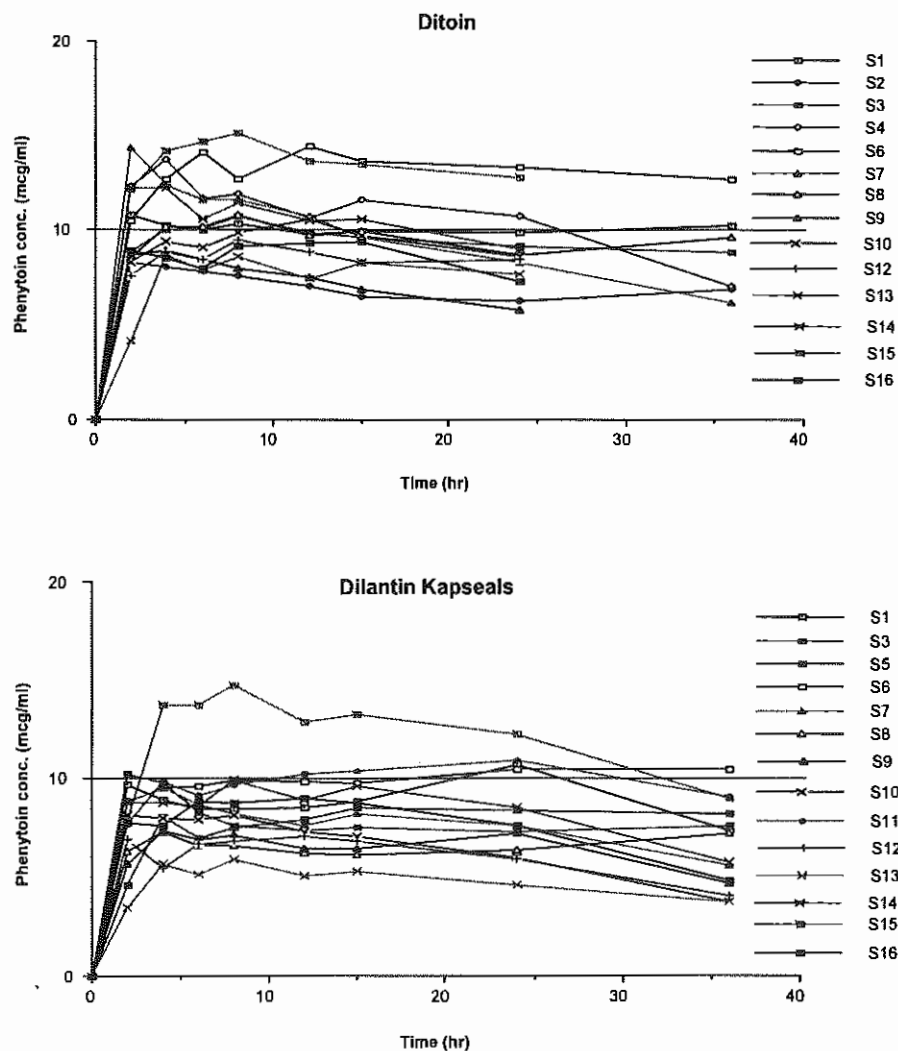 Ditoin
20
10
0
Phenytoin conc. (mcg/ml)
0
10
20
30
40
Time (hr)
S1
S2
S3
S4
S6
S7
S8
S9
S10
S12
S13
S14
S15
S16
Dilantin Kapseals
20
10
0
Phenytoin conc. (mcg/ml)
0
10
20
30
40
Time (hr)
S1
S3
S5
S6
S7
S8
S9
S10
S11
S12
S13
S14
S15
S16